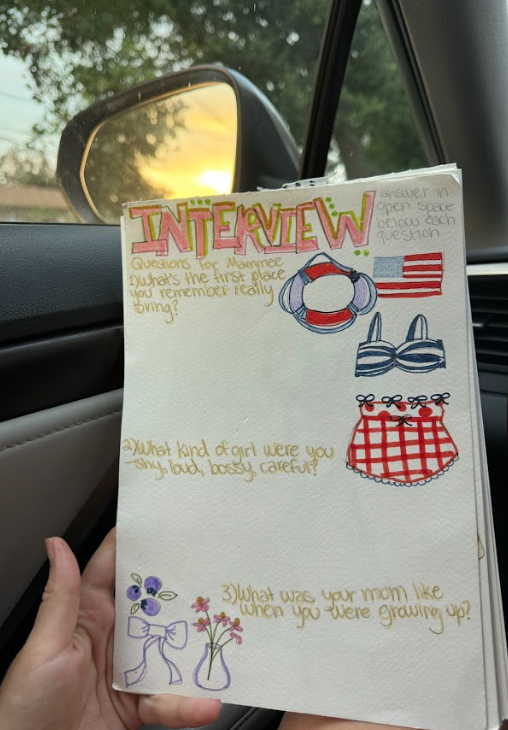 INTERVIEW
answer in
open space
below each
question
Questions for Mammee
1) What's the first place
you remember really
loving?
2) What kind of girl were you
-shy, loud, bossy, careful?
3) What was your mom like
when you were growing up?